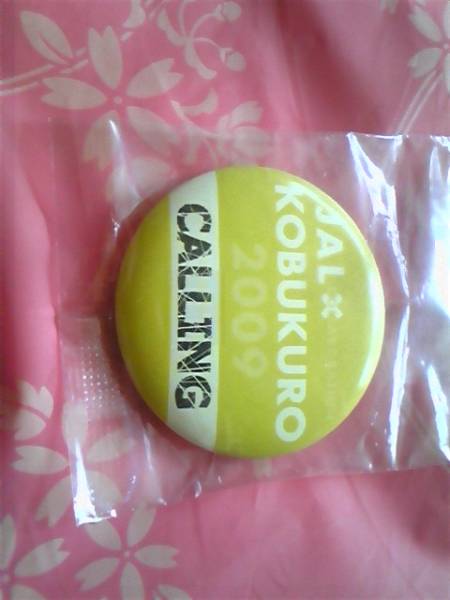 JAL×
KOBUKURO
2009
CALLING